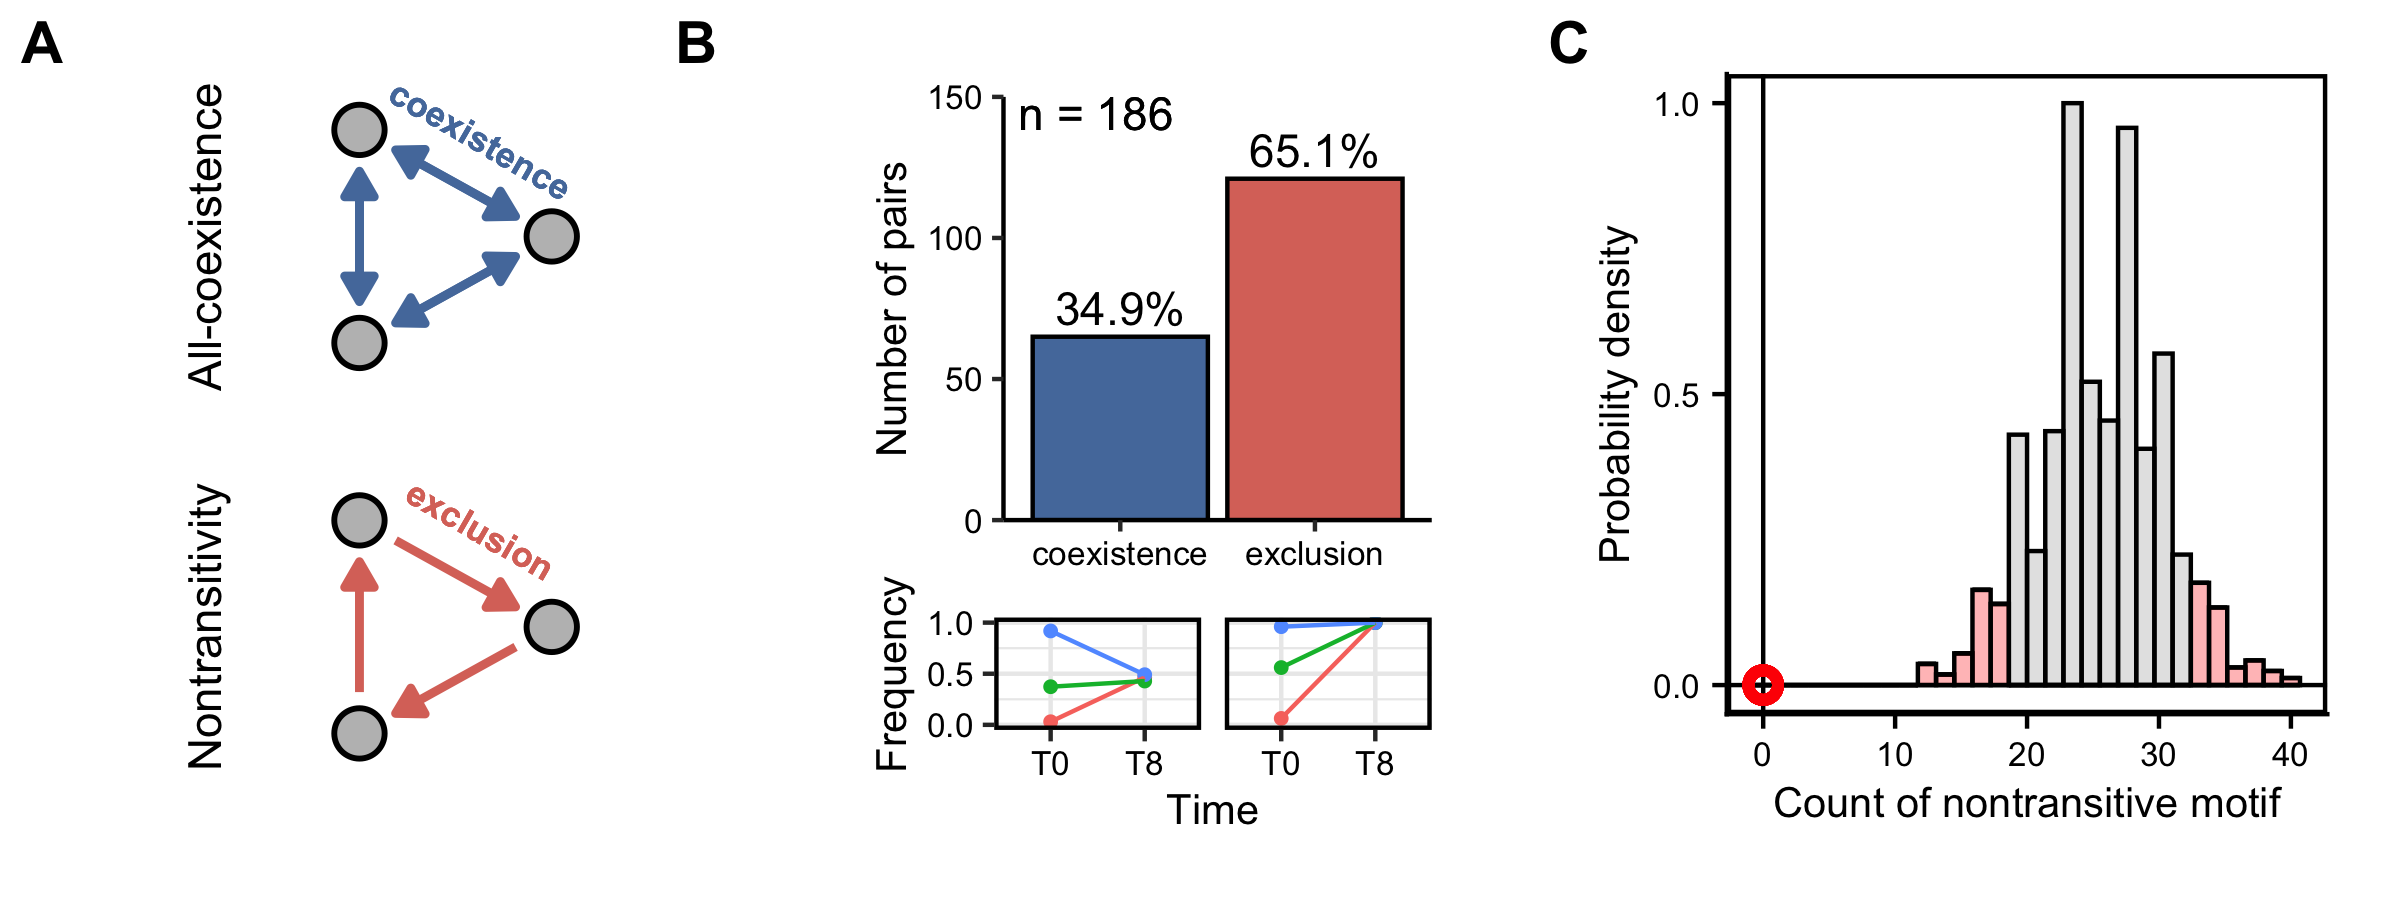 A
All-coexistence
coexistence
Nontransitivity
exclusion
B
Number of pairs
150
100
50
0
n = 186
34.9%
65.1%
coexistence
exclusion
Frequency
1.0
0.5
0.0
T0
T8
T0
T8
Time
C
Probability density
1.0
0.5
0.0
0
10
20
30
40
Count of nontransitive motif